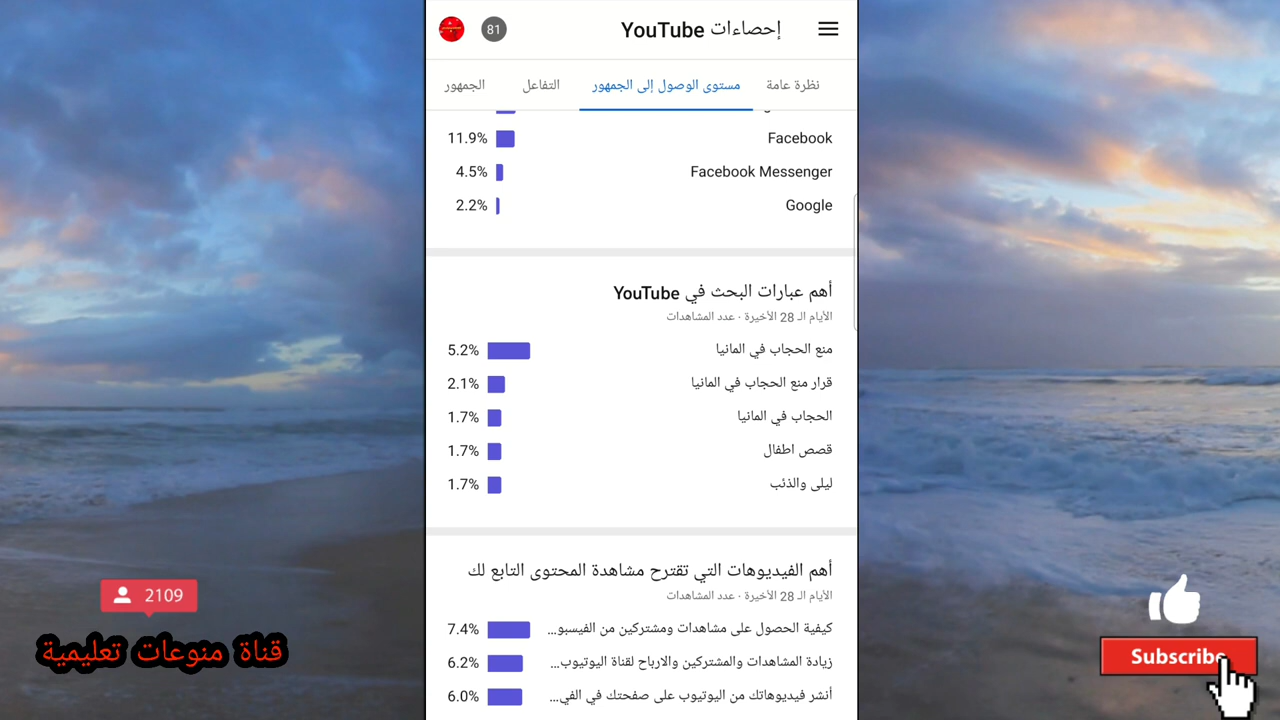 81
إحصاءات YouTube
نظرة عامة
مستوى الوصول إلى الجمهور
التفاعل
الجمهور
Facebook 11.9%
Facebook Messenger 4.5%
Google 2.2%
أهم عبارات البحث في YouTube
الأيام الـ 28 الأخيرة · عدد المشاهدات
منع الحجاب في المانيا 5.2%
قرار منع الحجاب في المانيا 2.1%
الحجاب في المانيا 1.7%
قصص اطفال 1.7%
ليلى والذئب 1.7%
أهم الفيديوهات التي تقترح مشاهدة المحتوى التابع لك
الأيام الـ 28 الأخيرة · عدد المشاهدات
كيفية الحصول على مشاهدات ومشتركين من الفيسبو... 7.4%
زيادة المشاهدات والمشتركين والارباح لقناة اليوتيوب... 6.2%
أنشر فيديوهاتك من اليوتيوب على صفحتك في الفي... 6.0%
2109
قناة منوعات تعليمية
Subscribe